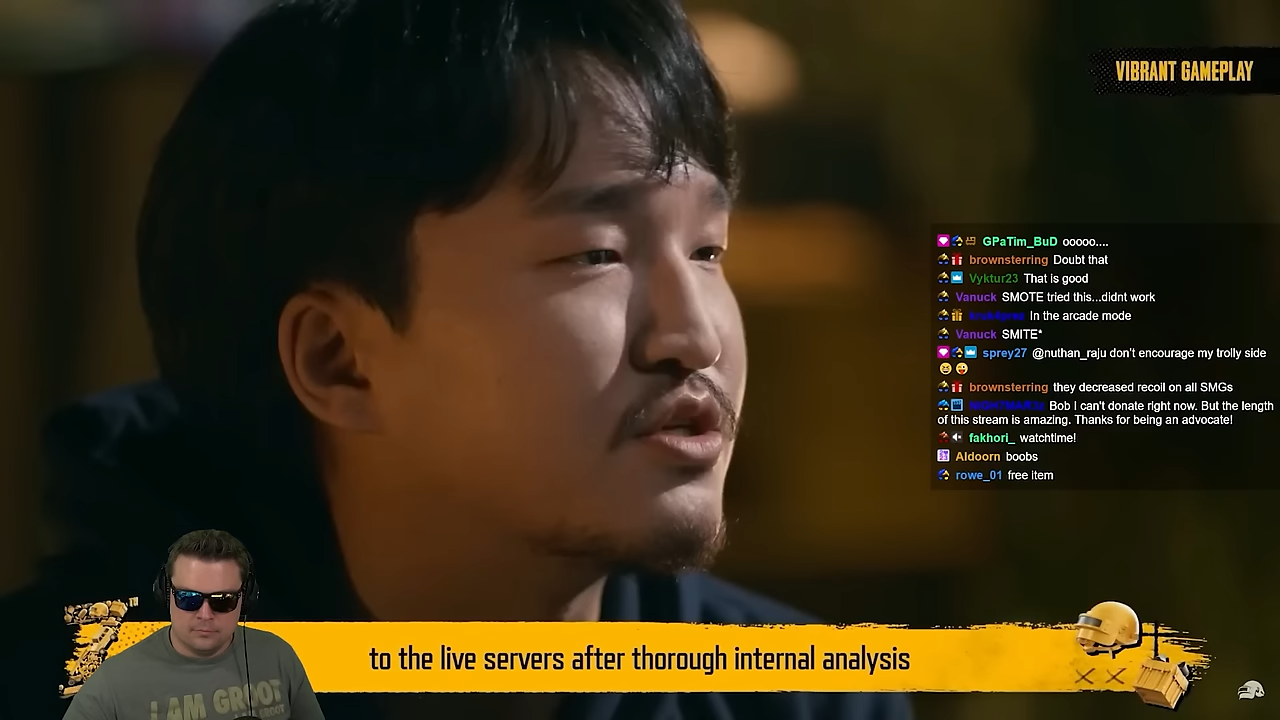 VIBRANT GAMEPLAY
GPaTim_BuD ooooo....
brownsterring Doubt that
Vyktur23 That is good
Vanuck SMOTE tried this...didnt work
In the arcade mode
Vanuck SMITE*
sprey27 @nuthan_raju don't encourage my trolly side
brownsterring they decreased recoil on all SMGs
Bob I can't donate right now. But the length
of this stream is amazing. Thanks for being an advocate!
fakhori_ watchtime!
Aldoorn boobs
rowe_01 free item
to the live servers after thorough internal analysis
I AM GROOT